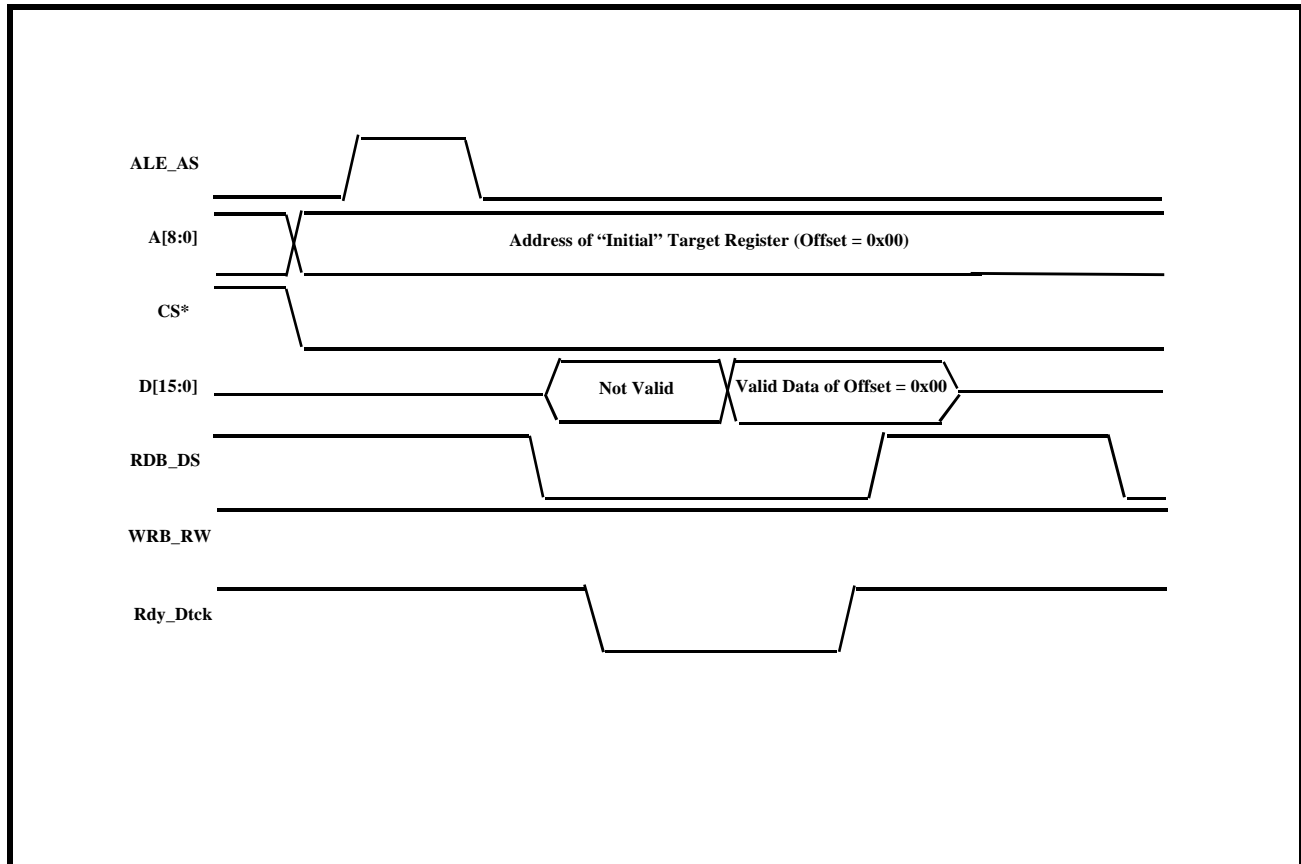 ALE_AS
A[8:0]
Address of “Initial” Target Register (Offset = 0x00)
CS*
D[15:0]
Not Valid
Valid Data of Offset = 0x00
RDB_DS
WRB_RW
Rdy_Dtck